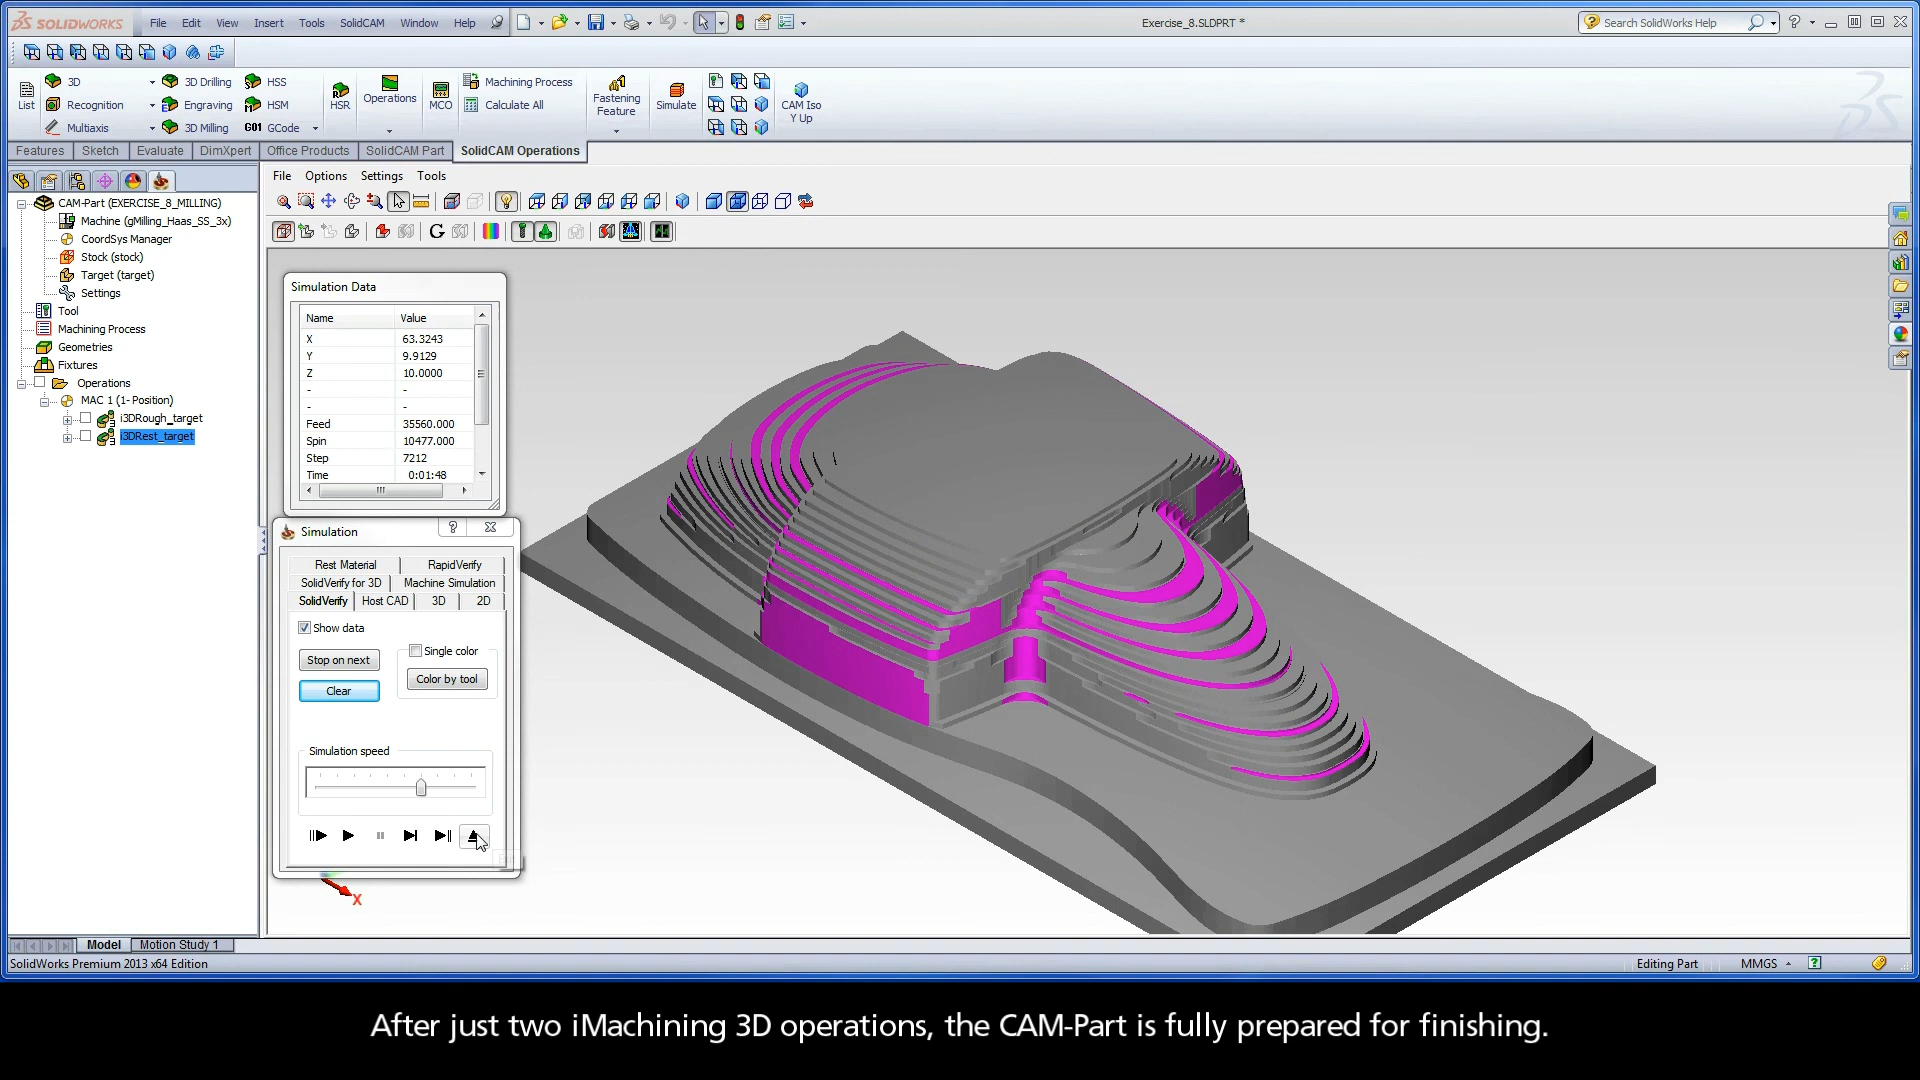 SOLIDWORKS File Edit View Insert Tools SolidCAM Window Help Exercise_8.SLDPRT * Search SolidWorks Help
3D 3D Drilling HSS Machining Process
List Recognition Engraving HSM HSR Operations MCO Calculate All Fastening Feature Simulate CAM Iso Y Up
Multiaxis 3D Milling G01 GCode
Features Sketch Evaluate DimXpert Office Products SolidCAM Part SolidCAM Operations
File Options Settings Tools
CAM-Part (EXERCISE_8_MILLING)
Machine (gMilling_Haas_SS_3x)
CoordSys Manager
Stock (stock)
Target (target)
Settings
Tool
Machining Process
Geometries
Fixtures
Operations
MAC 1 (1- Position)
i3DRough_target
i3DRest_target
Simulation Data
Name Value
X 63.3243
Y 9.9129
Z 10.0000
- -
- -
Feed 35560.000
Spin 10477.000
Step 7212
Time 0:01:48
Simulation
Rest Material RapidVerify
SolidVerify for 3D Machine Simulation
SolidVerify Host CAD 3D 2D
Show data
Stop on next Single color
Clear Color by tool
Simulation speed
X
Model Motion Study 1
SolidWorks Premium 2013 x64 Edition Editing Part MMGS
After just two iMachining 3D operations, the CAM-Part is fully prepared for finishing.